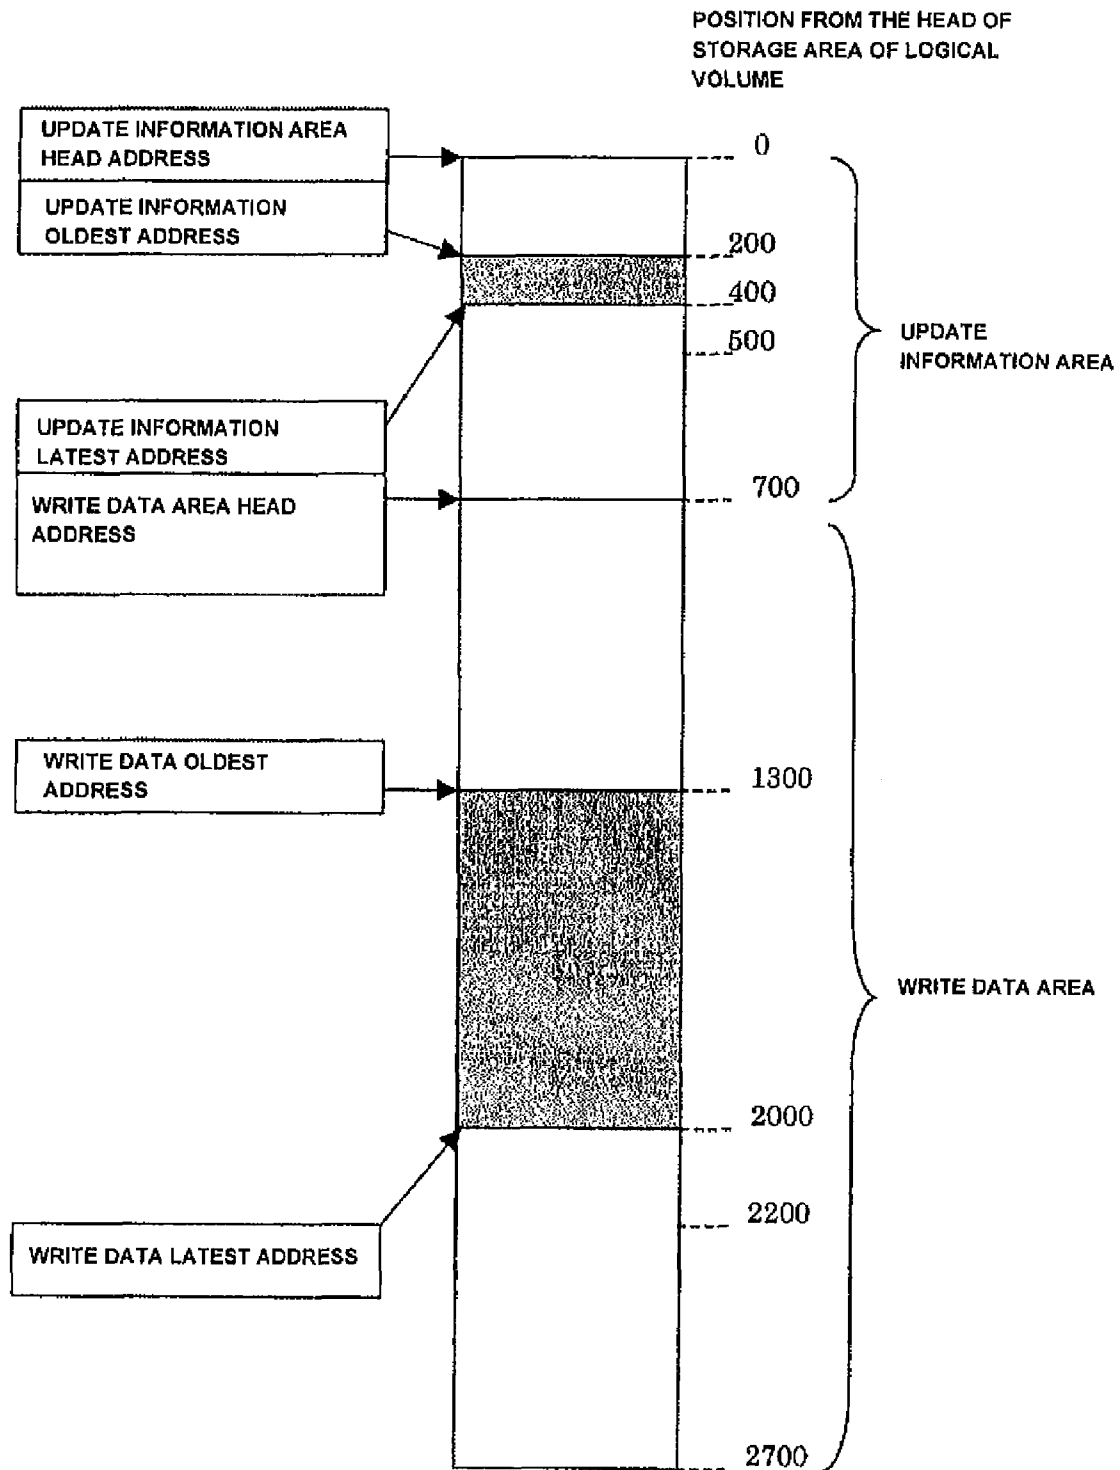 POSITION FROM THE HEAD OF
STORAGE AREA OF LOGICAL
VOLUME
UPDATE INFORMATION AREA
HEAD ADDRESS
0
UPDATE INFORMATION
OLDEST ADDRESS
200
400
500
UPDATE
INFORMATION AREA
UPDATE INFORMATION
LATEST ADDRESS
700
WRITE DATA AREA HEAD
ADDRESS
WRITE DATA OLDEST
ADDRESS
1300
WRITE DATA AREA
2000
2200
WRITE DATA LATEST ADDRESS
2700